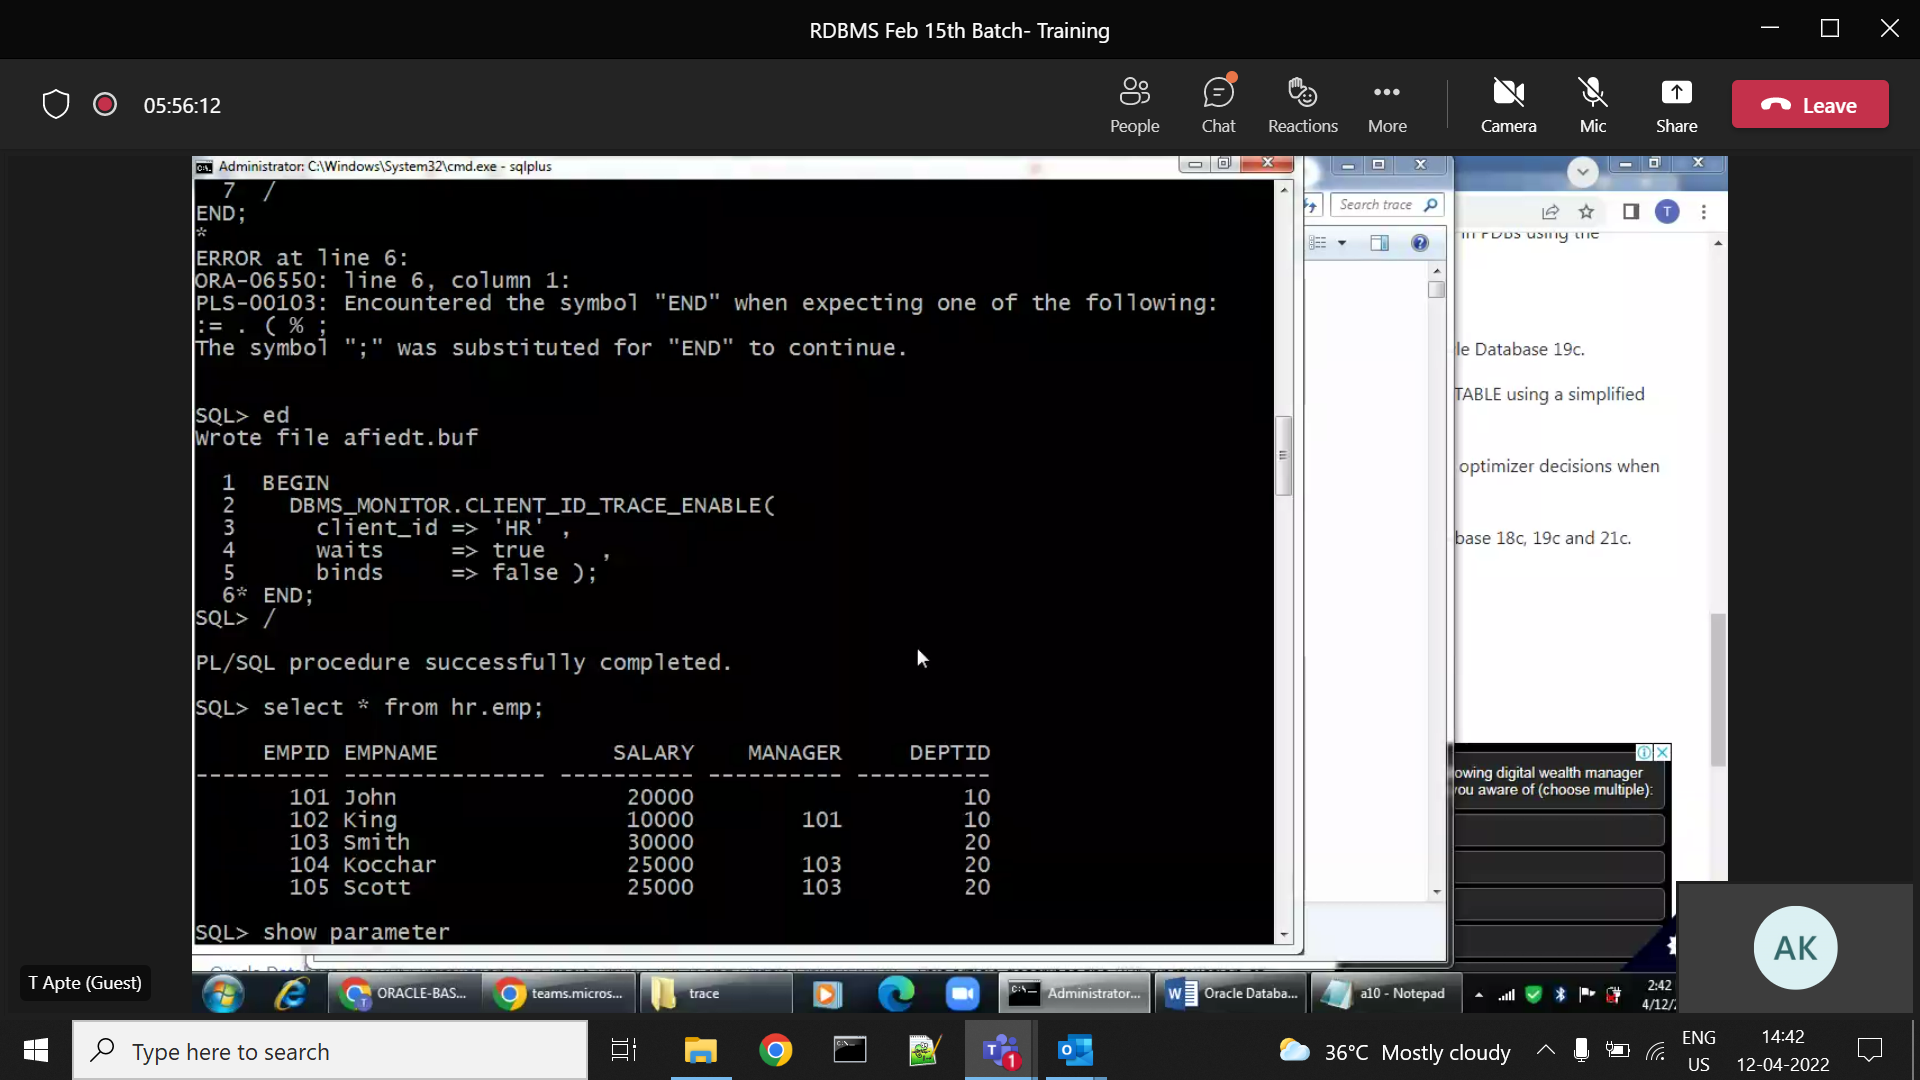 RDBMS Feb 15th Batch- Training
05:56:12
People
Chat
Reactions
More
Camera
Mic
Share
Leave
Administrator: C:\Windows\System32\cmd.exe - sqlplus
7 /
END;
*
ERROR at line 6:
ORA-06550: line 6, column 1:
PLS-00103: Encountered the symbol "END" when expecting one of the following:
:= . ( % ;
The symbol ";" was substituted for "END" to continue.
SQL> ed
Wrote file afiedt.buf
1 BEGIN
2 DBMS_MONITOR.CLIENT_ID_TRACE_ENABLE(
3 client_id => 'HR' ,
4 waits => true ,
5 binds => false );
6* END;
SQL> /
PL/SQL procedure successfully completed.
SQL> select * from hr.emp;
EMPID EMPNAME SALARY MANAGER DEPTID
---------- --------------- ---------- ---------- ----------
101 John 20000 10
102 King 10000 101 10
103 Smith 30000 20
104 Kocchar 25000 103 20
105 Scott 25000 103 20
SQL> show parameter
Search trace
in PDBs using the
le Database 19c.
TABLE using a simplified
optimizer decisions when
base 18c, 19c and 21c.
owing digital wealth manager
you aware of (choose multiple):
AK
T Apte (Guest)
ORACLE-BAS...
teams.micros...
trace
Administrator...
Oracle Databa...
a10 - Notepad
2:42
4/12/
T
Type here to search
1
36°C Mostly cloudy
ENG
US
14:42
12-04-2022